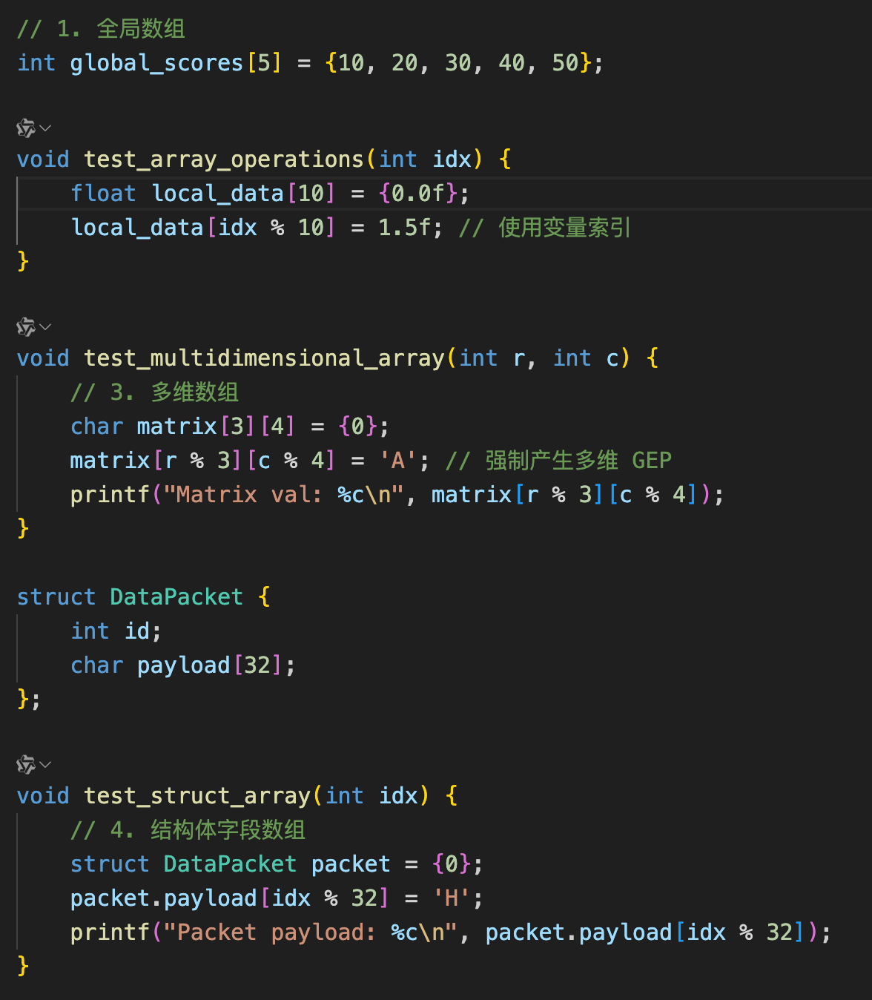 // 1. 全局数组
int global_scores[5] = {10, 20, 30, 40, 50};
void test_array_operations(int idx) {
    float local_data[10] = {0.0f};
    local_data[idx % 10] = 1.5f; // 使用变量索引
}
void test_multidimensional_array(int r, int c) {
    // 3. 多维数组
    char matrix[3][4] = {0};
    matrix[r % 3][c % 4] = 'A'; // 强制产生多维 GEP
    printf("Matrix val: %c\n", matrix[r % 3][c % 4]);
}
struct DataPacket {
    int id;
    char payload[32];
};
void test_struct_array(int idx) {
    // 4. 结构体字段数组
    struct DataPacket packet = {0};
    packet.payload[idx % 32] = 'H';
    printf("Packet payload: %c\n", packet.payload[idx % 32]);
}